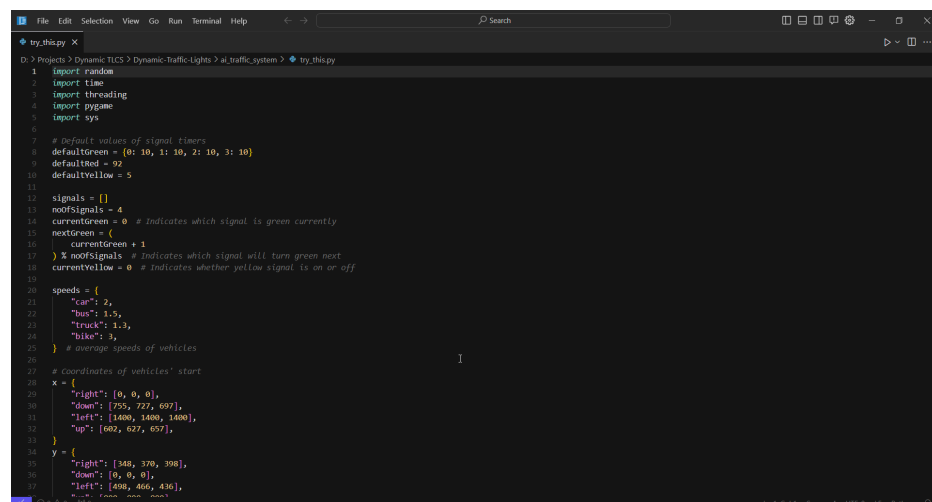 File Edit Selection View Go Run Terminal Help
Search
try_this.py
D: > Projects > Dynamic TLCS > Dynamic-Traffic-Lights > ai_traffic_system > try_this.py
1 import random
2 import time
3 import threading
4 import pygame
5 import sys
6
7 # Default values of signal timers
8 defaultGreen = {0: 10, 1: 10, 2: 10, 3: 10}
9 defaultRed = 92
10 defaultYellow = 5
11
12 signals = []
13 noOfSignals = 4
14 currentGreen = 0 # Indicates which signal is green currently
15 nextGreen = (
16 currentGreen + 1
17 ) % noOfSignals # Indicates which signal will turn green next
18 currentYellow = 0 # Indicates whether yellow signal is on or off
19
20 speeds = {
21 "car": 2,
22 "bus": 1.5,
23 "truck": 1.3,
24 "bike": 3,
25 } # average speeds of vehicles
26
27 # Coordinates of vehicles' start
28 x = {
29 "right": [0, 0, 0],
30 "down": [755, 727, 697],
31 "left": [1400, 1400, 1400],
32 "up": [602, 627, 657],
33 }
34 y = {
35 "right": [348, 370, 398],
36 "down": [0, 0, 0],
37 "left": [498, 466, 436],